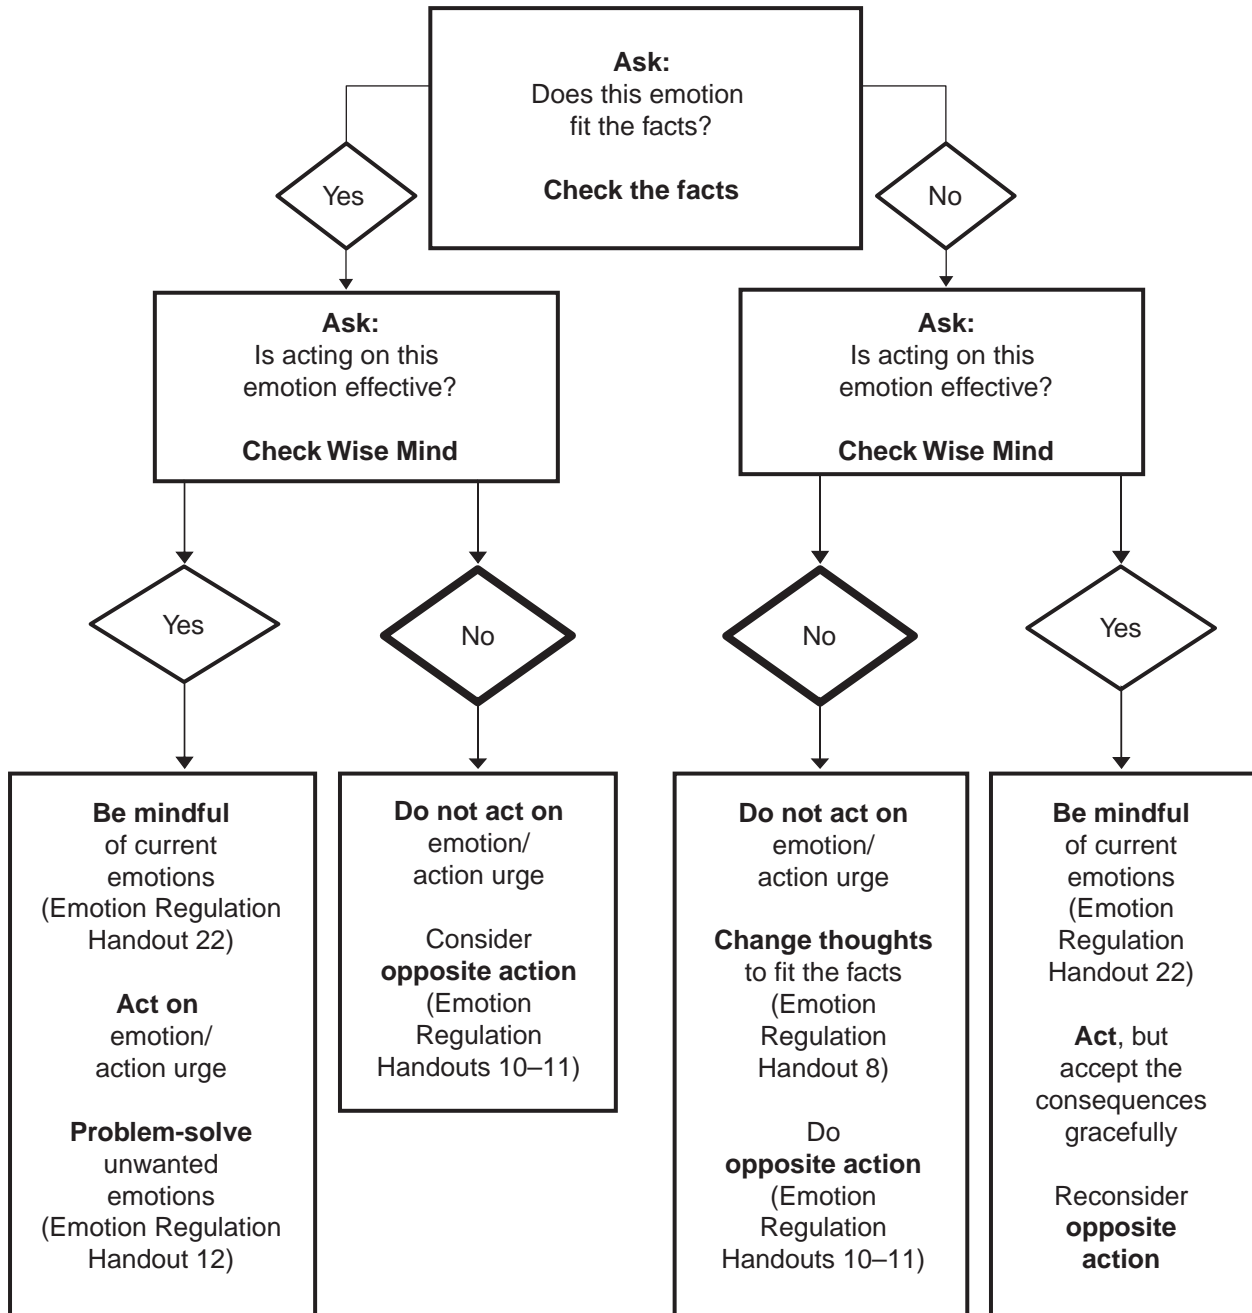 Ask:
Does this emotion
fit the facts?
Check the facts
Yes
No
Ask:
Is acting on this
emotion effective?
Check Wise Mind
Ask:
Is acting on this
emotion effective?
Check Wise Mind
Yes
No
No
Yes
Be mindful
of current
emotions
(Emotion Regulation
Handout 22)
Act on
emotion/
action urge
Problem-solve
unwanted
emotions
(Emotion Regulation
Handout 12)
Do not act on
emotion/
action urge
Consider
opposite action
(Emotion
Regulation
Handouts 10–11)
Do not act on
emotion/
action urge
Change thoughts
to fit the facts
(Emotion
Regulation
Handout 8)
Do
opposite action
(Emotion
Regulation
Handouts 10–11)
Be mindful
of current
emotions
(Emotion
Regulation
Handout 22)
Act, but
accept the
consequences
gracefully
Reconsider
opposite
action